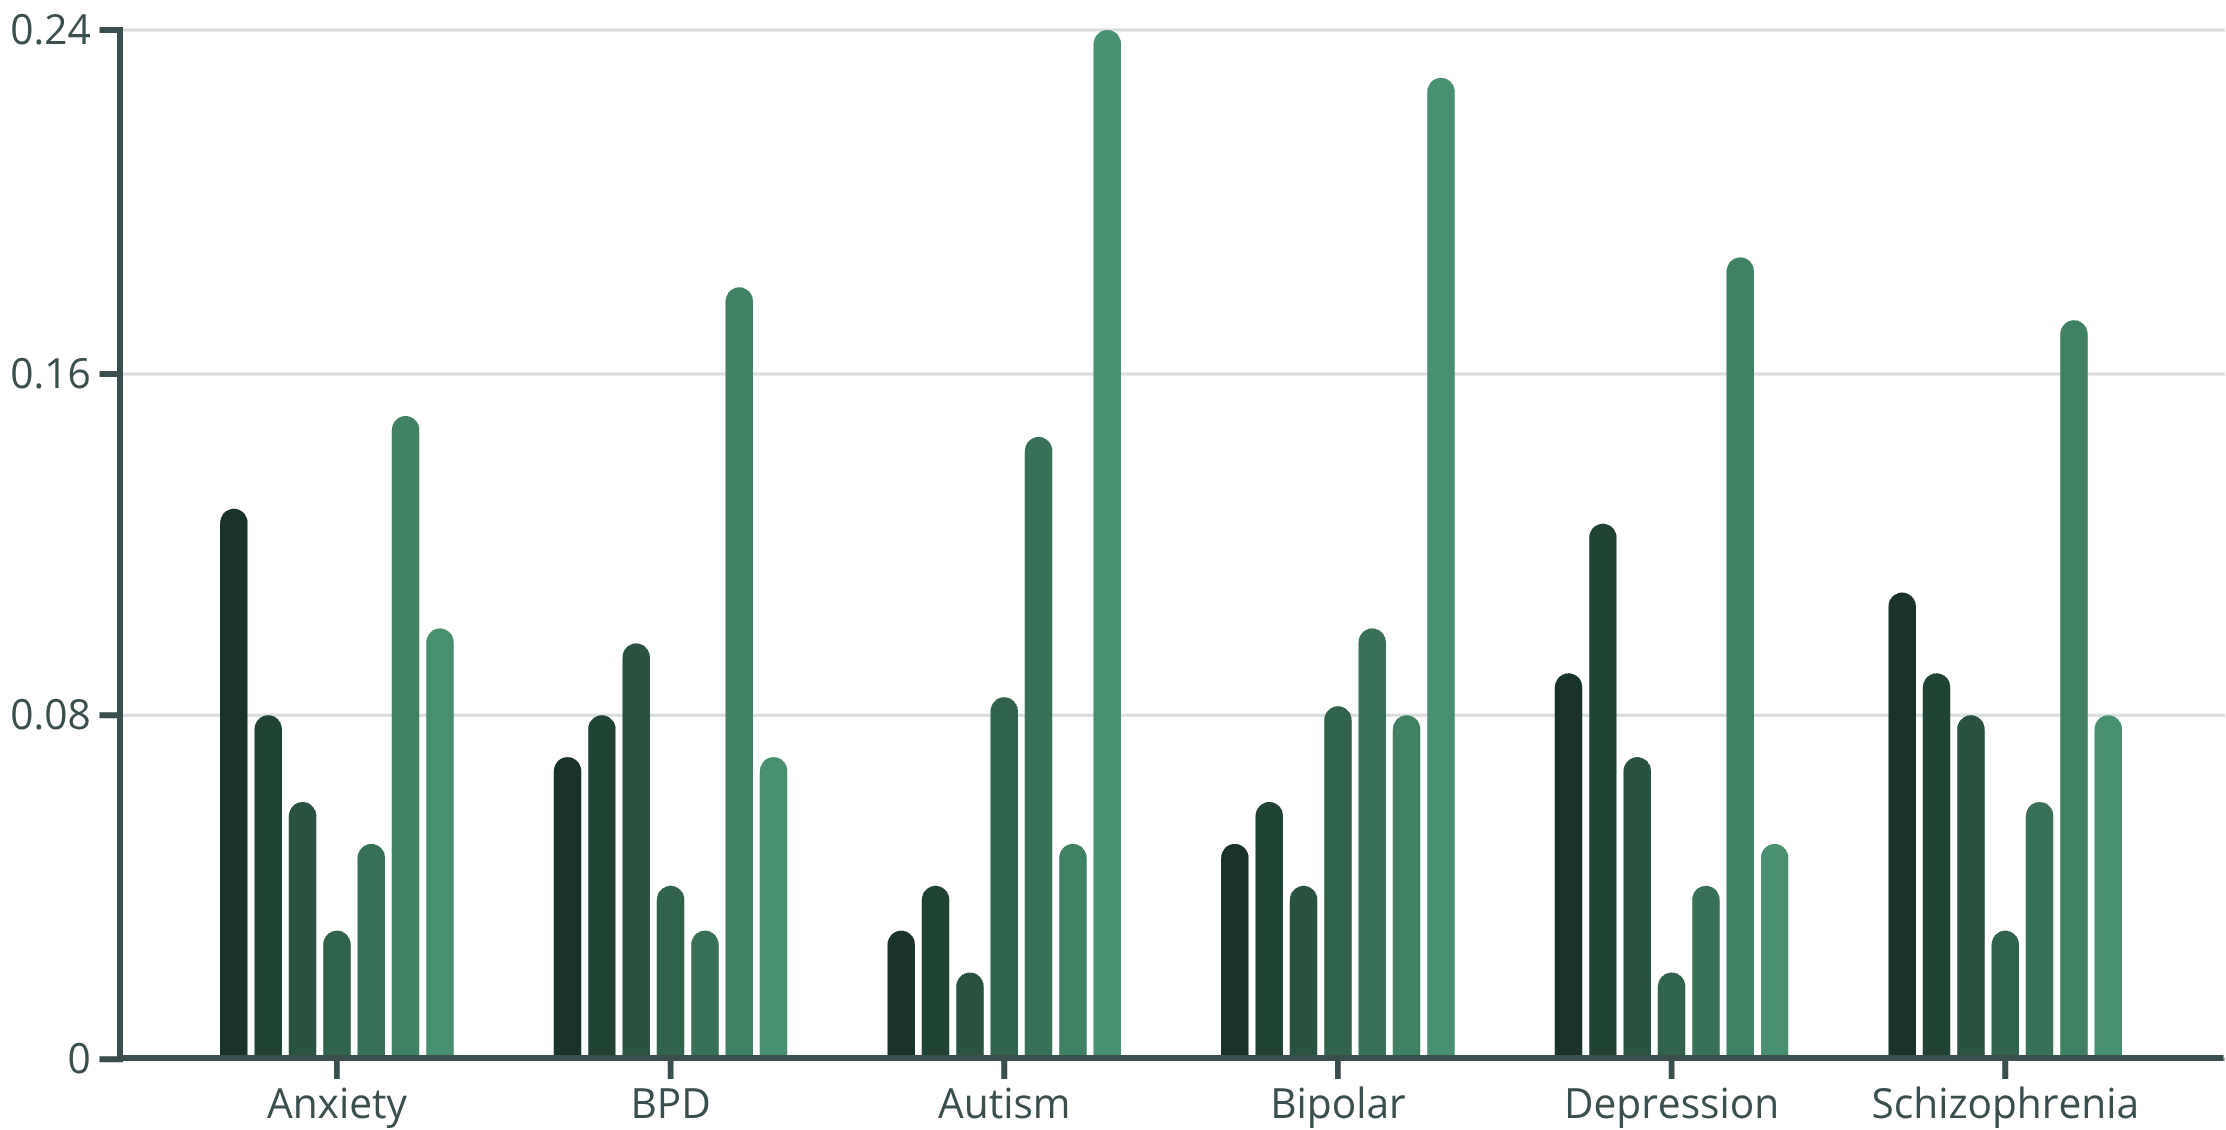 0.24
0.16
0.08
0
Anxiety BPD Autism Bipolar Depression Schizophrenia